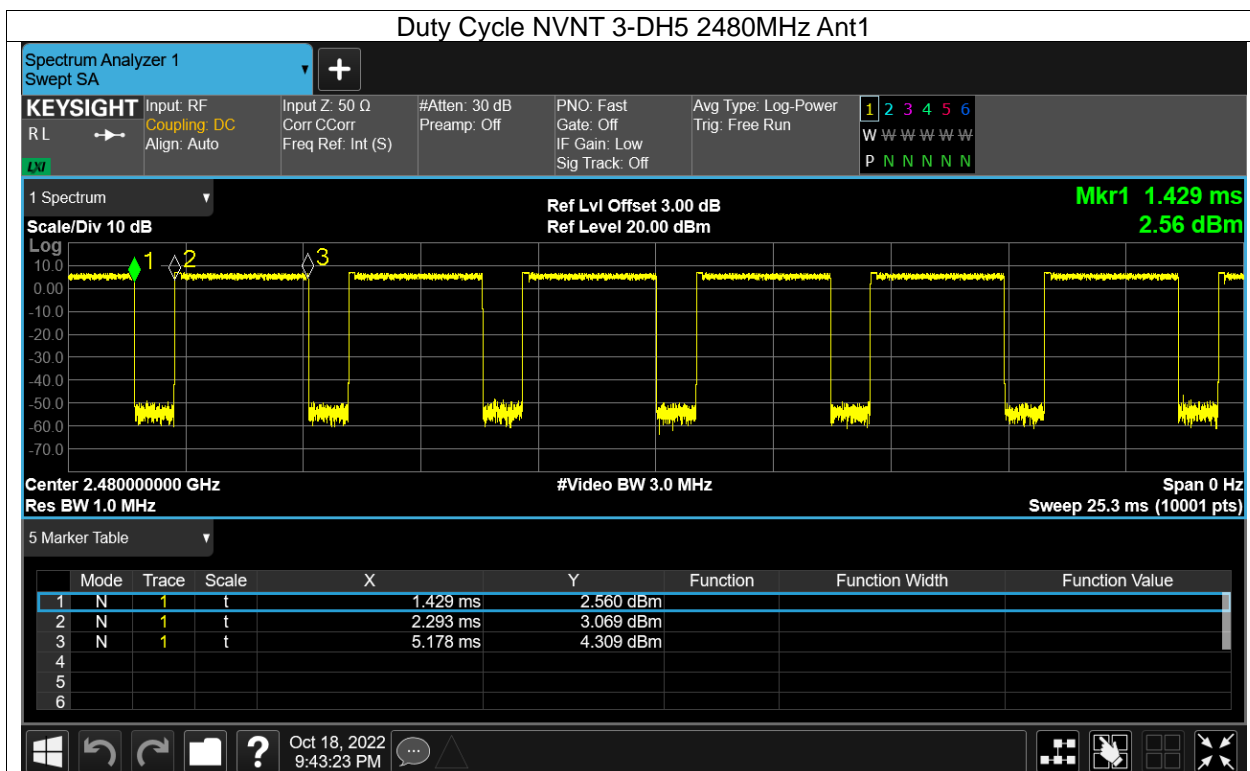 Duty Cycle NVNT 3-DH5 2480MHz Ant1
Spectrum Analyzer 1
Swept SA
KEYSIGHT
R L
LXI
Input: RF
Coupling: DC
Align: Auto
Input Z: 50 Ω
Corr CCorr
Freq Ref: Int (S)
#Atten: 30 dB
Preamp: Off
PNO: Fast
Gate: Off
IF Gain: Low
Sig Track: Off
Avg Type: Log-Power
Trig: Free Run
1 2 3 4 5 6
W W W W W W
P N N N N N
1 Spectrum
Scale/Div 10 dB
Ref Lvl Offset 3.00 dB
Ref Level 20.00 dBm
Mkr1 1.429 ms
2.56 dBm
Log
1 2 3
10.0
0.00
-10.0
-20.0
-30.0
-40.0
-50.0
-60.0
-70.0
Center 2.480000000 GHz
#Video BW 3.0 MHz
Span 0 Hz
Res BW 1.0 MHz
Sweep 25.3 ms (10001 pts)
5 Marker Table
Mode Trace Scale X Y Function Function Width Function Value
1 N 1 t 1.429 ms 2.560 dBm
2 N 1 t 2.293 ms 3.069 dBm
3 N 1 t 5.178 ms 4.309 dBm
4
5
6
?
Oct 18, 2022
9:43:23 PM